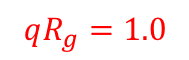 qR_g = 1.0